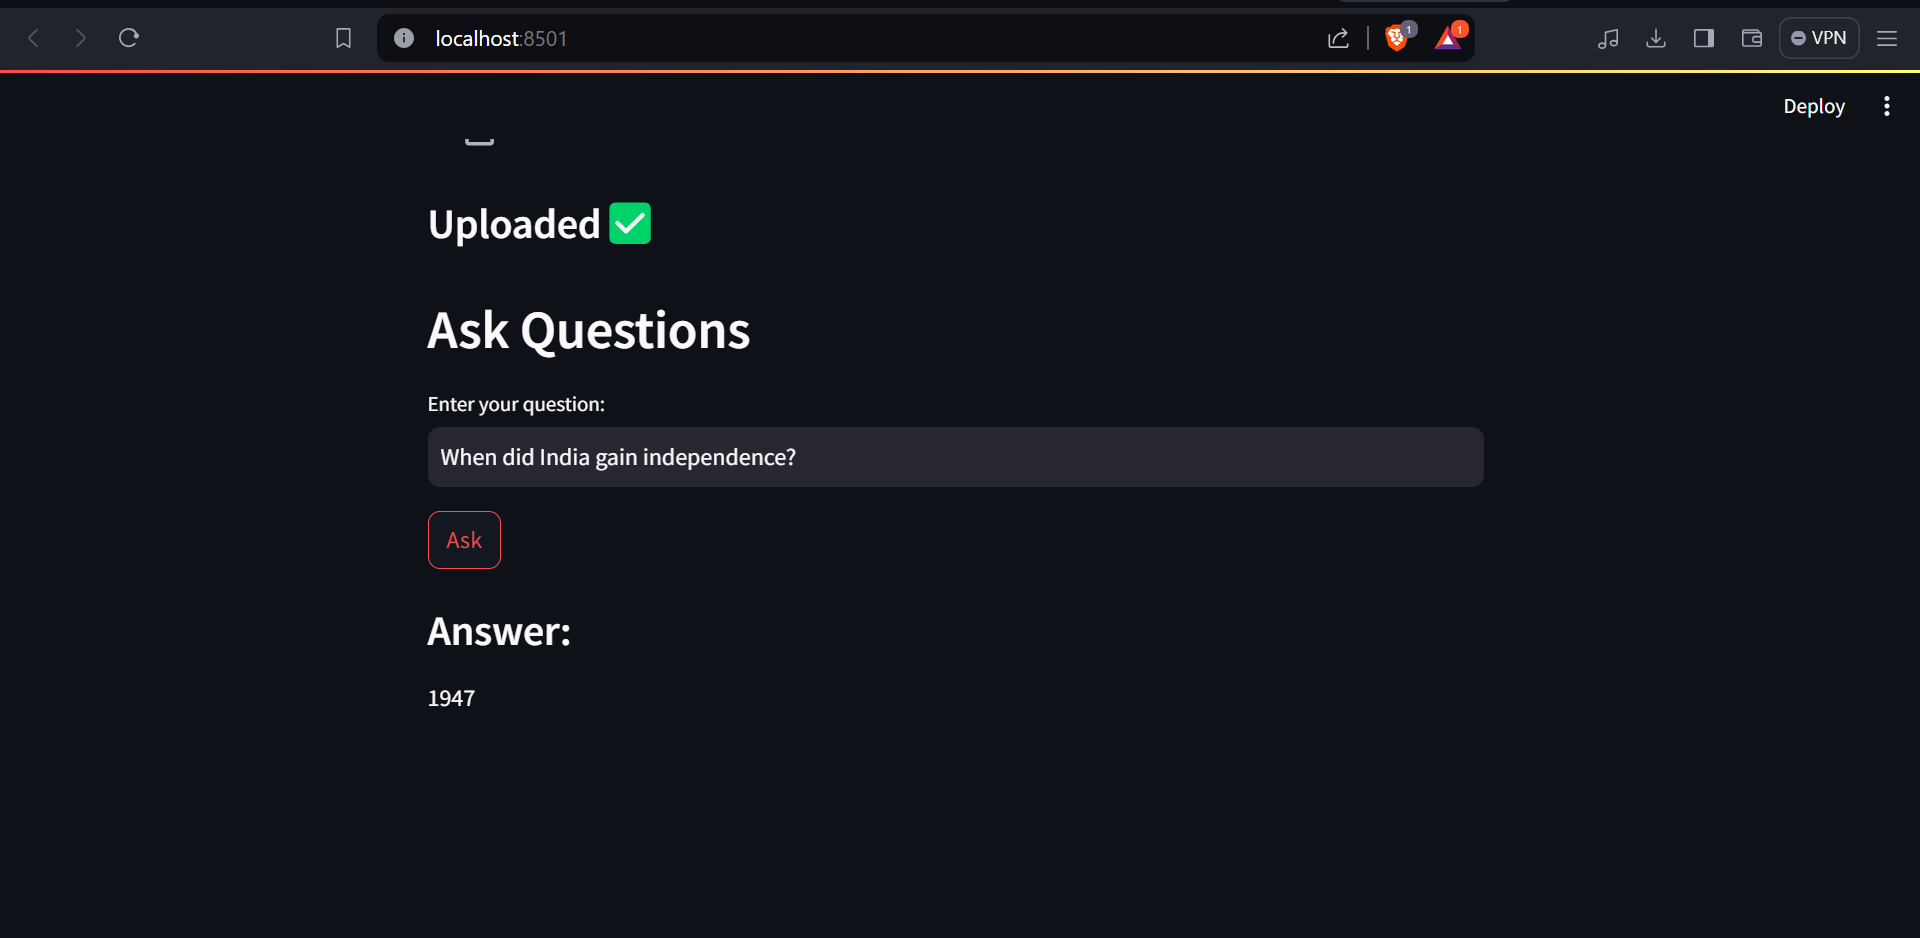 localhost:8501
1
1
VPN
Deploy
Uploaded ✅
Ask Questions
Enter your question:
When did India gain independence?
Ask
Answer:
1947